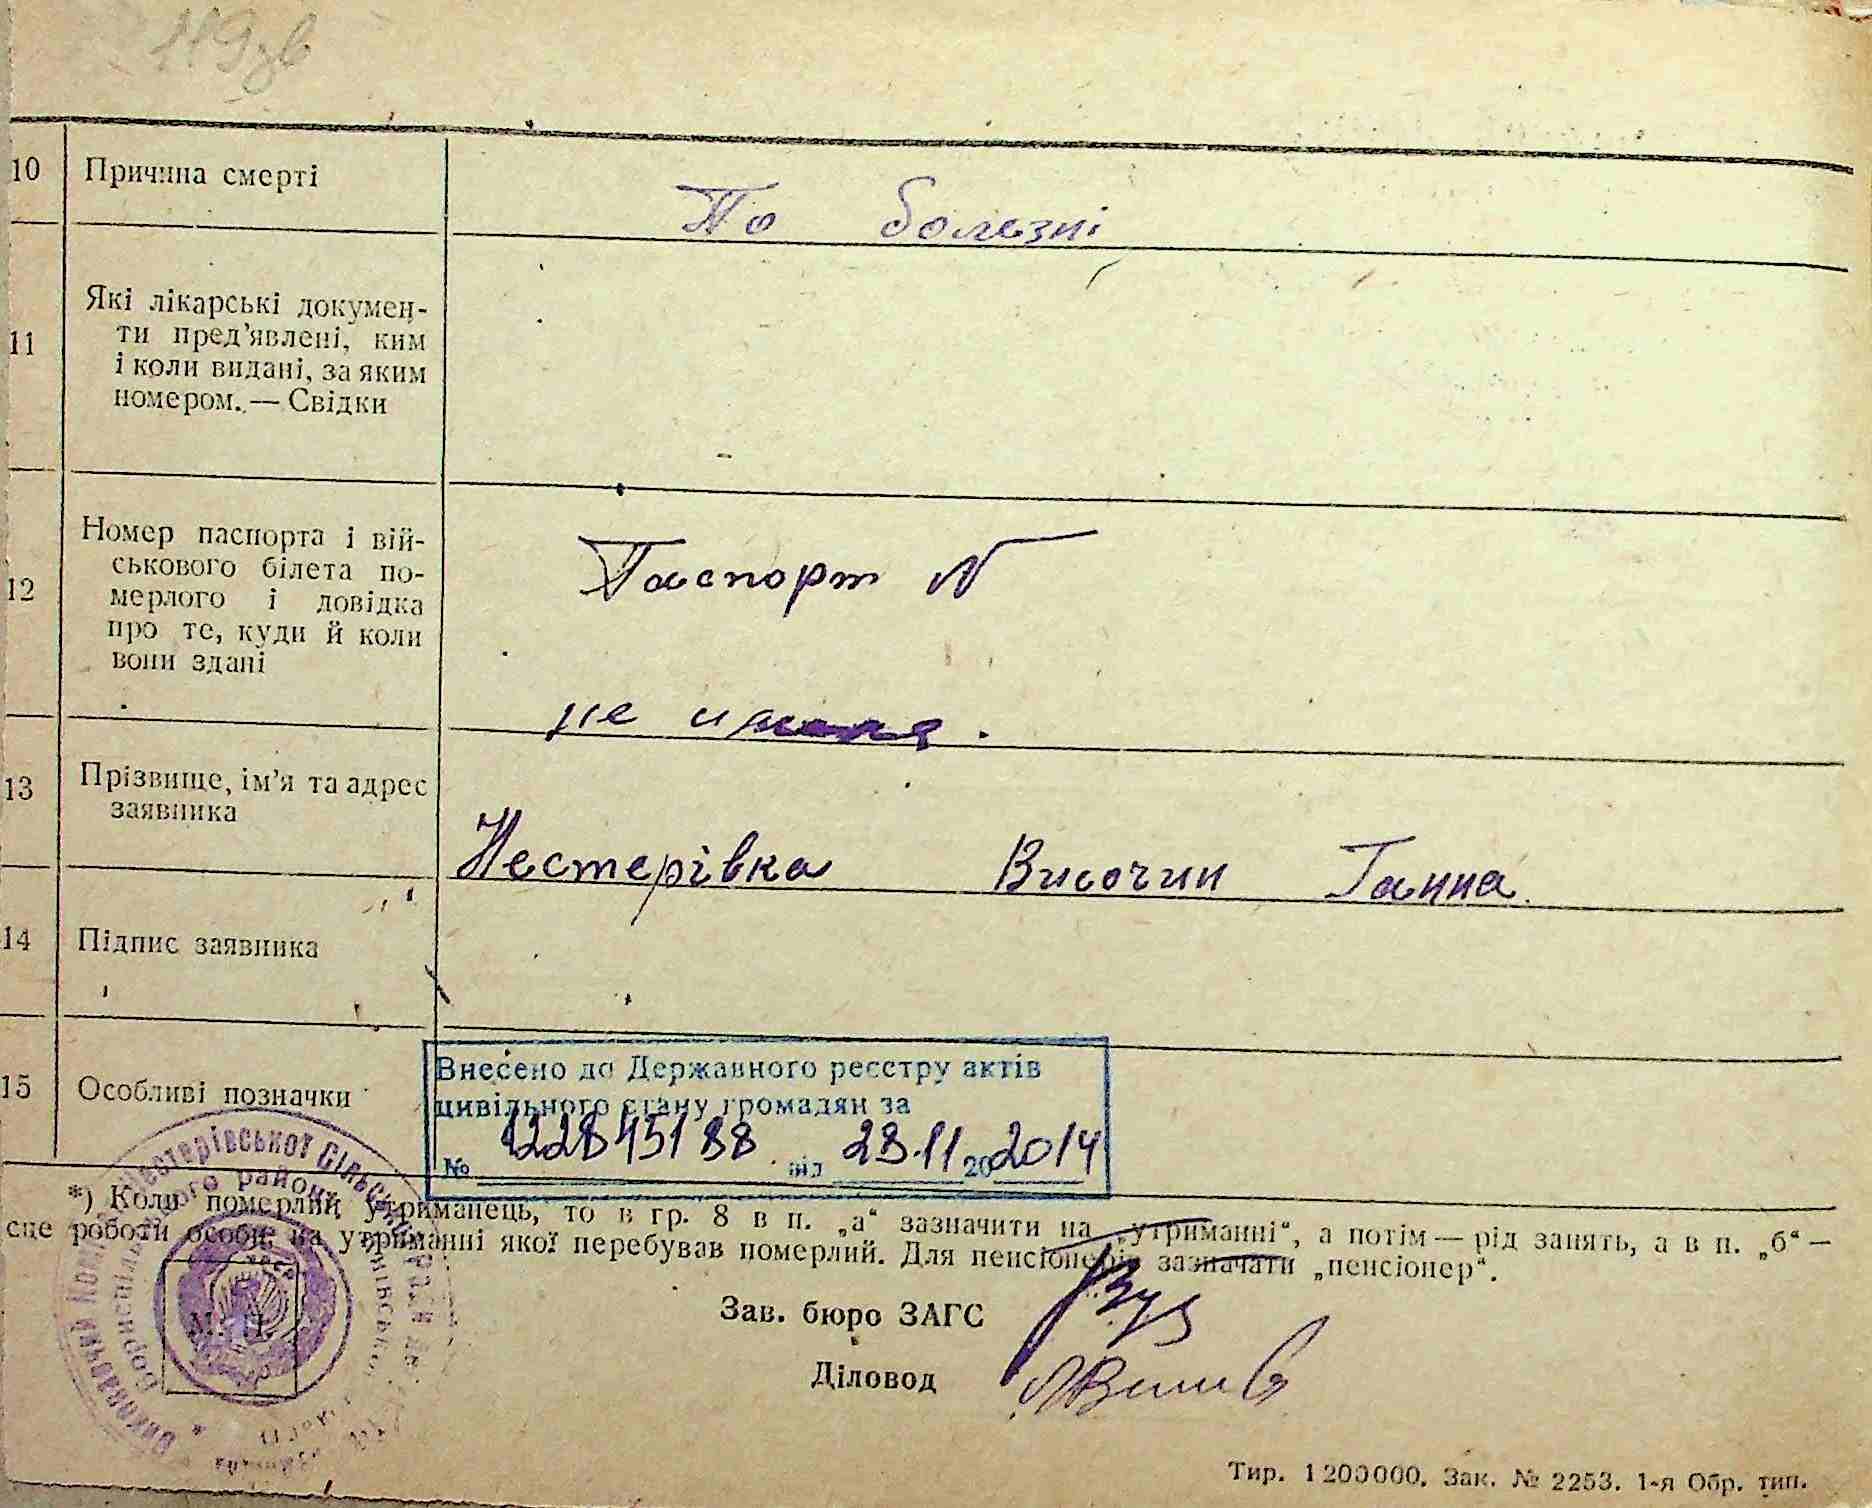 119зв
10 Причина смерті По болезні
11 Які лікарські докумен-
ти пред'явлені, ким
і коли видані, за яким
номером. — Свідки
12 Номер паспорта і вій-
ськового білета по-
мерлого і довідка
про те, куди й коли
вони здані
Паспорт N
не имела.
13 Прізвище, ім'я та адрес
заявника
Нестерівка Височин Ганна.
14 Підпис заявника
15 Особливі позначки
Внесено до Державного реєстру актів
цивільного стану громадян за
№ 122845188 від 28.11 20 2014
*) Коли померлий утриманець, то в гр. 8 в п. „а“ зазначити на „утриманні“, а потім — рід занять, а в п. „б“ —
сце роботи особи, на утриманні якої перебував померлий. Для пенсіонерів зазначати „пенсіонер“.
Нестерівської Сільської
М. П.
Зав. бюро ЗАГС
Діловод
Тир. 1200000. Зак. № 2253. 1-я Обр. тип.